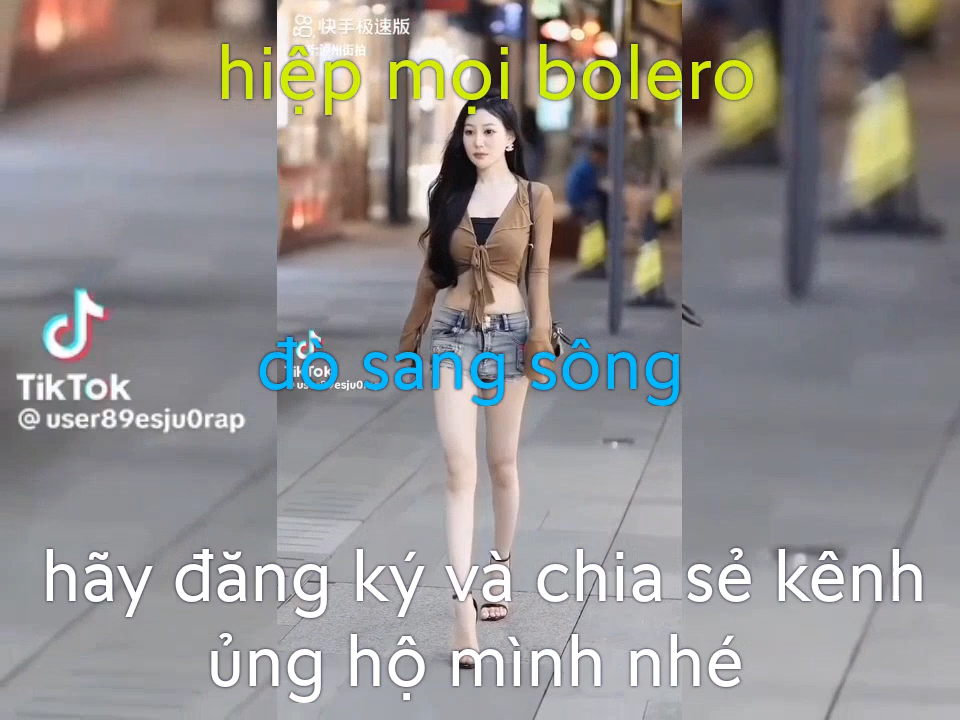 快手极速版
hiệp mọi bolero
TikTok
đò sang sông
TikTok
@ user89esju0rap
hãy đăng ký và chia sẻ kênh
ủng hộ mình nhé